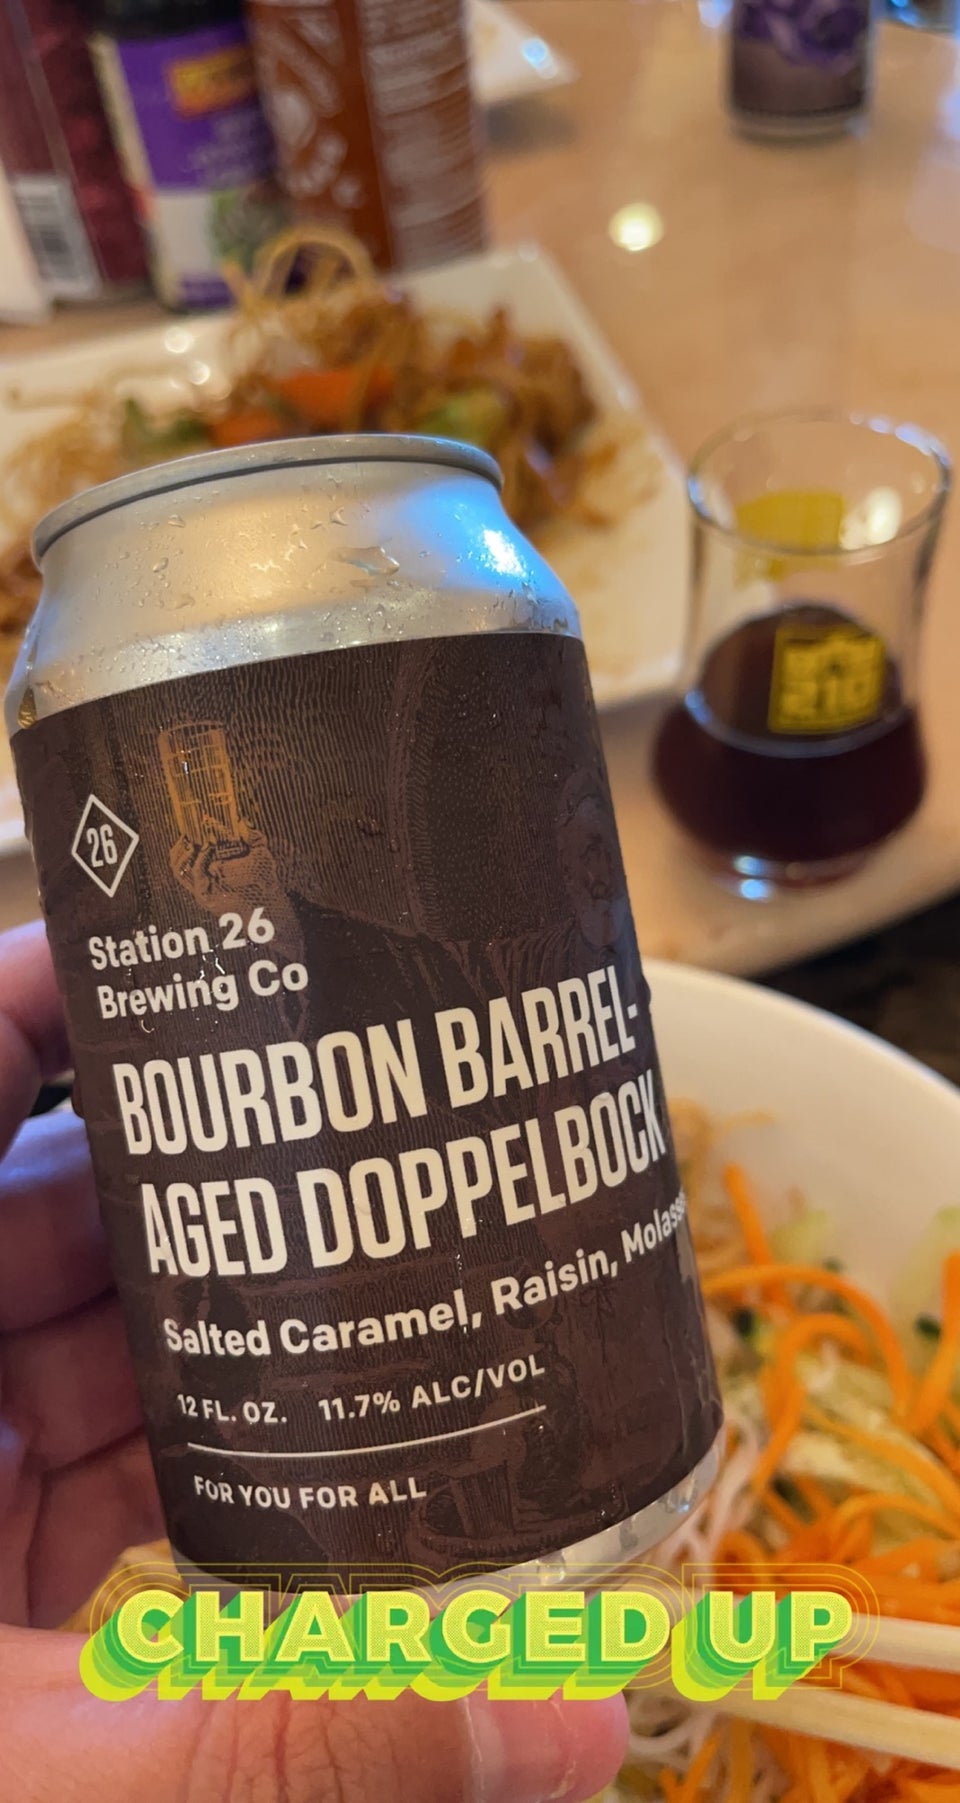 26
Station 26
Brewing Co
BOURBON BARREL-
AGED DOPPELBOCK
Salted Caramel, Raisin,
12 FL. OZ. 11.7% ALC/VOL
FOR YOU FOR ALL
CHARGED UP